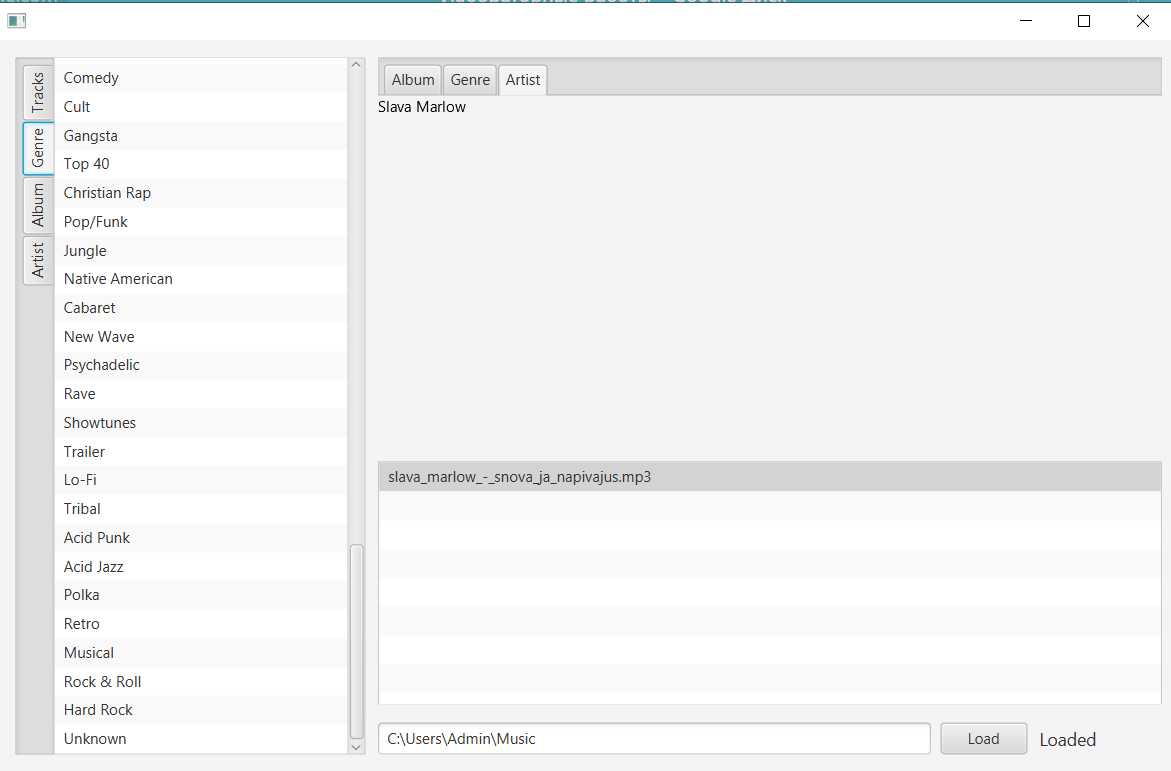 Tracks
Genre
Album
Artist
Comedy
Cult
Gangsta
Top 40
Christian Rap
Pop/Funk
Jungle
Native American
Cabaret
New Wave
Psychadelic
Rave
Showtunes
Trailer
Lo-Fi
Tribal
Acid Punk
Acid Jazz
Polka
Retro
Musical
Rock & Roll
Hard Rock
Unknown
Album Genre Artist
Slava Marlow
slava_marlow_-_snova_ja_napivajus.mp3
C:\Users\Admin\Music Load Loaded